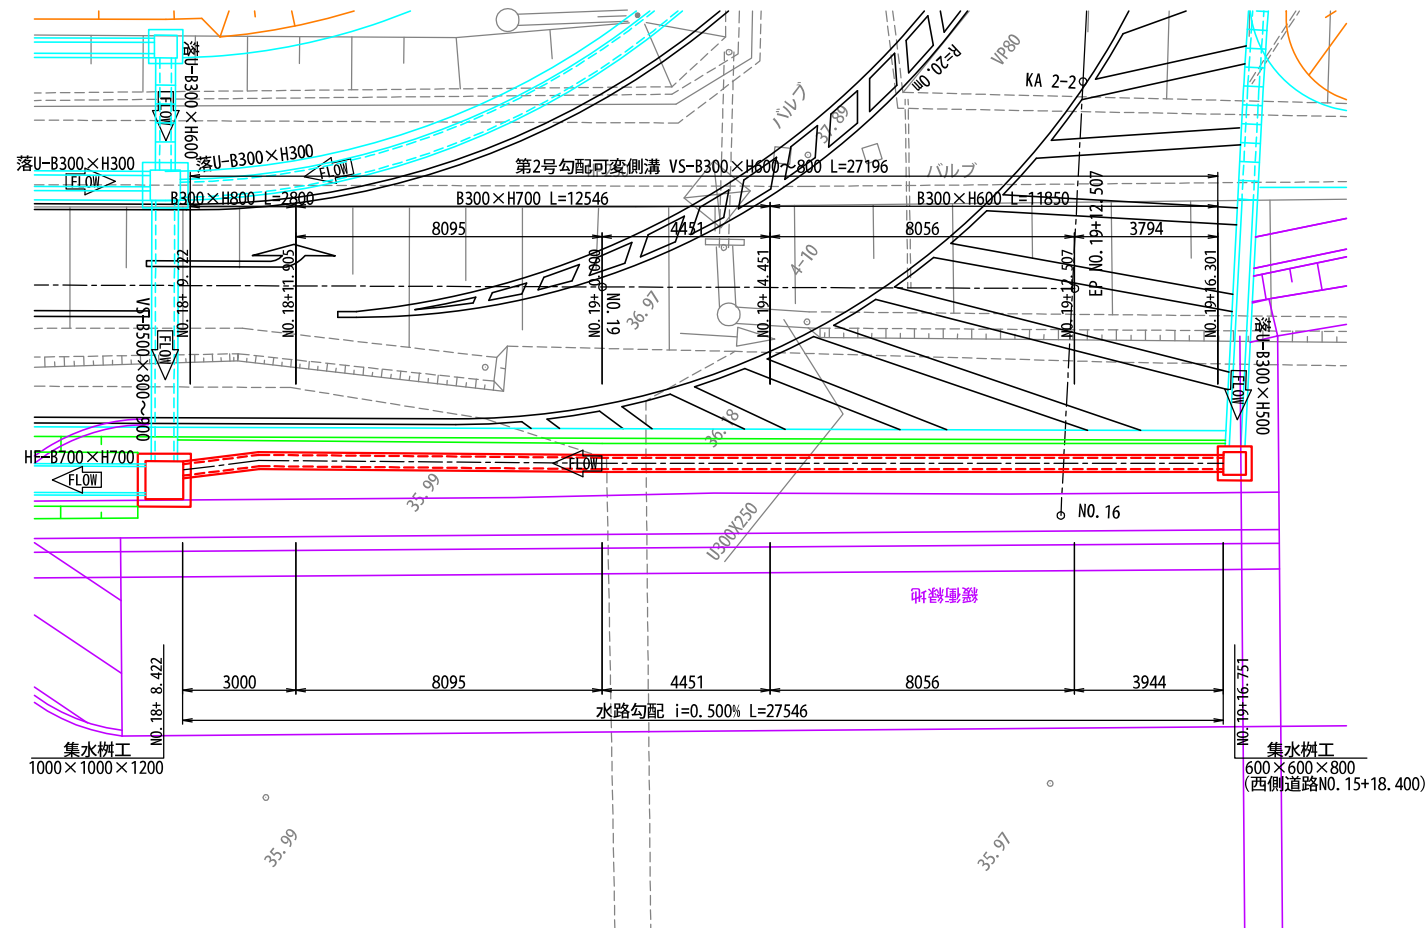 落U-B300×H600
VP80
KA 2-2
R=20.0m
バルブ
37.89
FLOW
落U-B300×H300
落U-B300×H300
FLOW
FLOW
第2号勾配可変側溝 VS-B300×H600～800 L=27196
バルブ
B300×H800 L=2800
B300×H700 L=12546
B300×H600 L=11850
8095
4451
8056
3794
NO.18+ 9.122
NO.18+11.905
NO.19+ 0.000
NO.19
NO.19+ 4.451
NO.19+12.507
EP NO.19+12.507
NO.19+16.301
4-10
36.97
VS-B500×800～900
FLOW
落U-B300×H500
FLOW
36.18
HF-B700×H700
FLOW
FLOW
35.99
U300X250
NO.16
緩衝緑地
3000
8095
4451
8056
3944
水路勾配 i=0.500% L=27546
NO.18+ 8.422
集水桝工
1000×1000×1200
NO.19+16.751
集水桝工
600×600×800
(西側道路NO.15+18.400)
35.99
35.97